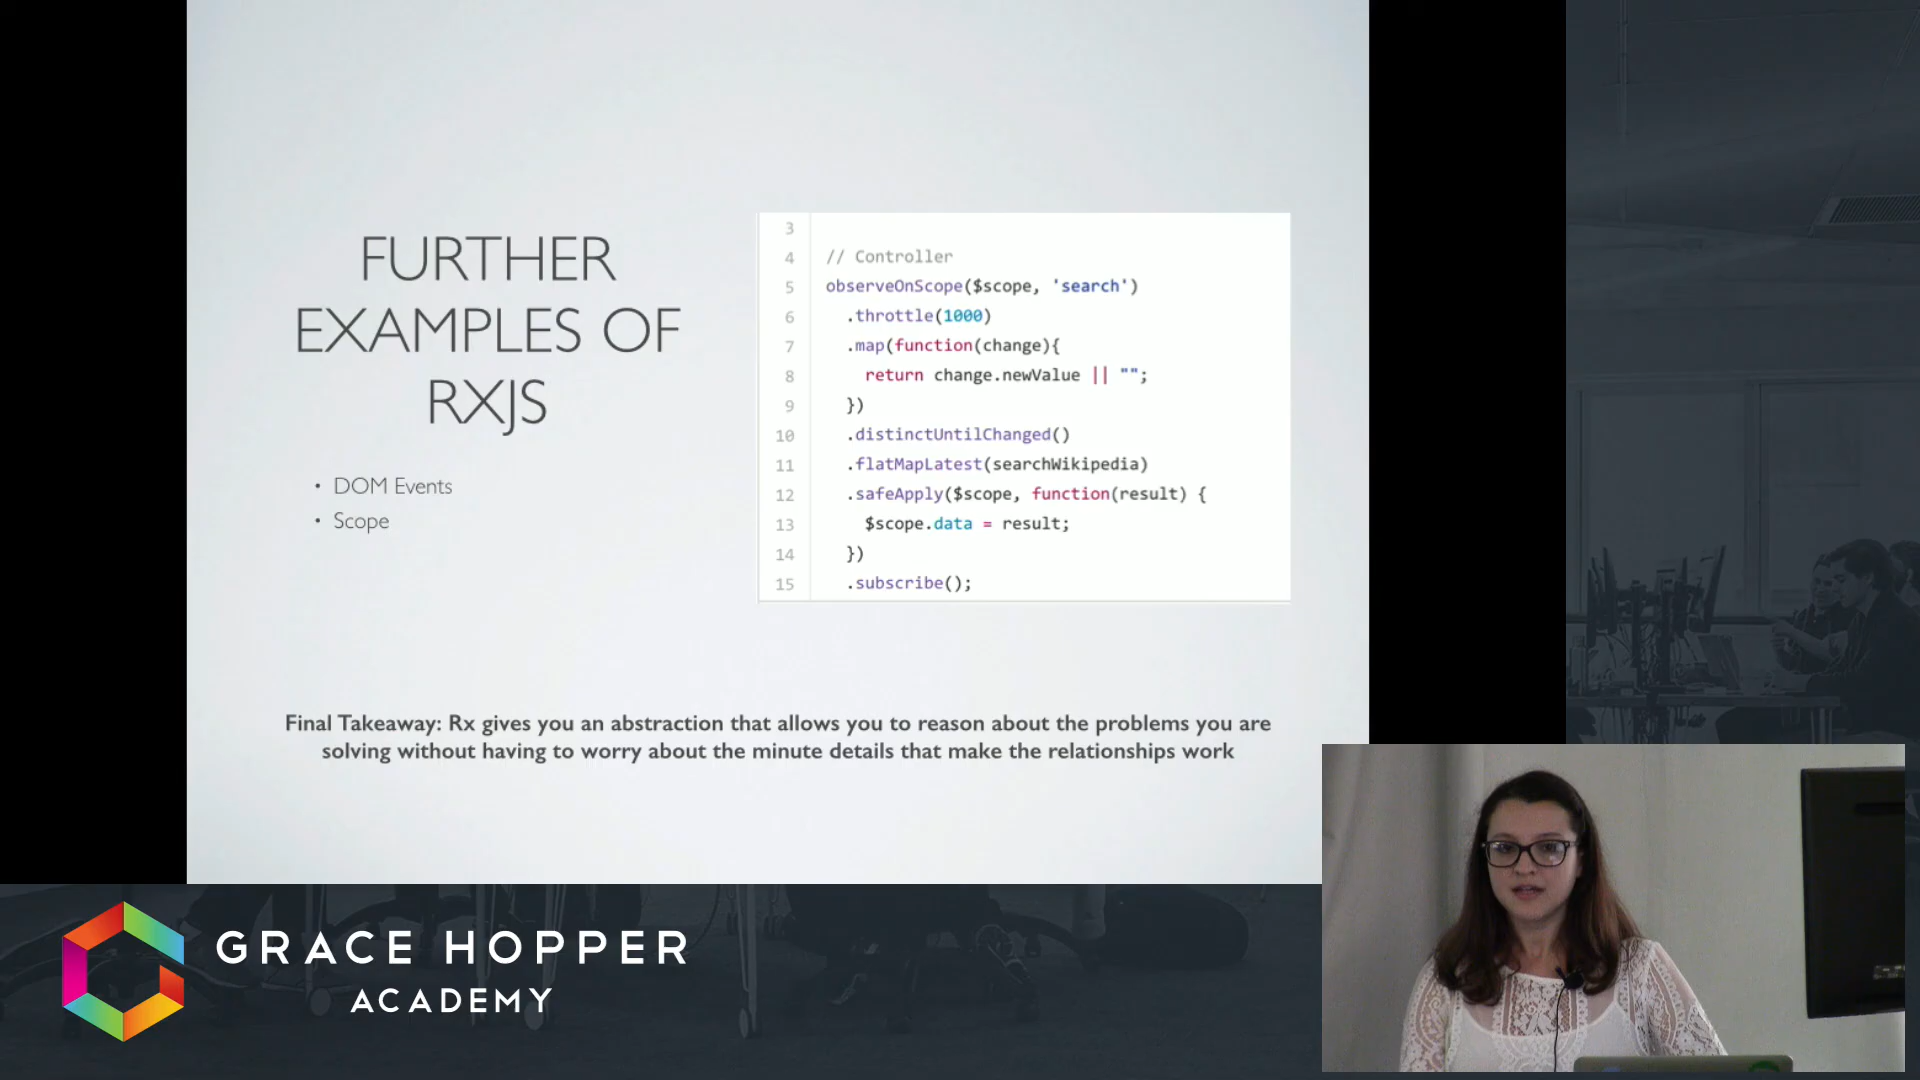 FURTHER
EXAMPLES OF
RXJS
• DOM Events
• Scope
3
4 // Controller
5 observeOnScope($scope, 'search')
6 .throttle(1000)
7 .map(function(change){
8 return change.newValue || "";
9 })
10 .distinctUntilChanged()
11 .flatMapLatest(searchWikipedia)
12 .safeApply($scope, function(result) {
13 $scope.data = result;
14 })
15 .subscribe();
Final Takeaway: Rx gives you an abstraction that allows you to reason about the problems you are
solving without having to worry about the minute details that make the relationships work
GRACE HOPPER
ACADEMY